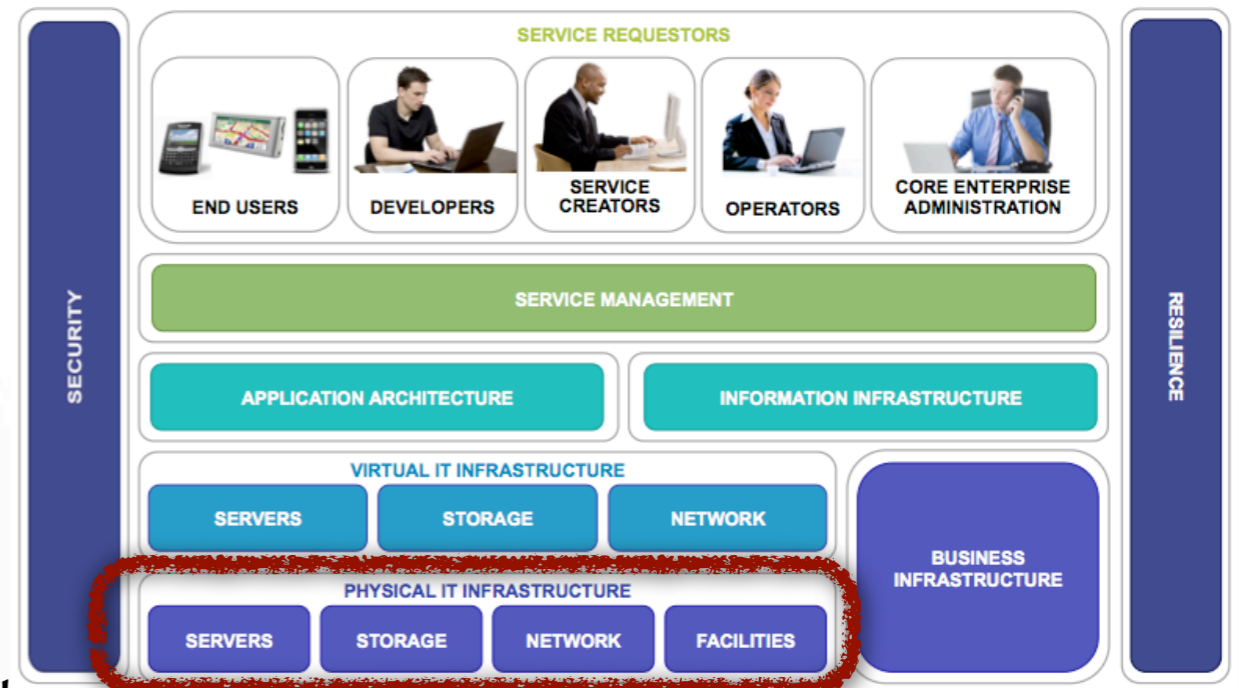 SERVICE REQUESTORS
END USERS
DEVELOPERS
SERVICE
CREATORS
OPERATORS
CORE ENTERPRISE
ADMINISTRATION
SECURITY
SERVICE MANAGEMENT
RESILIENCE
APPLICATION ARCHITECTURE
INFORMATION INFRASTRUCTURE
VIRTUAL IT INFRASTRUCTURE
SERVERS
STORAGE
NETWORK
BUSINESS
INFRASTRUCTURE
PHYSICAL IT INFRASTRUCTURE
SERVERS
STORAGE
NETWORK
FACILITIES